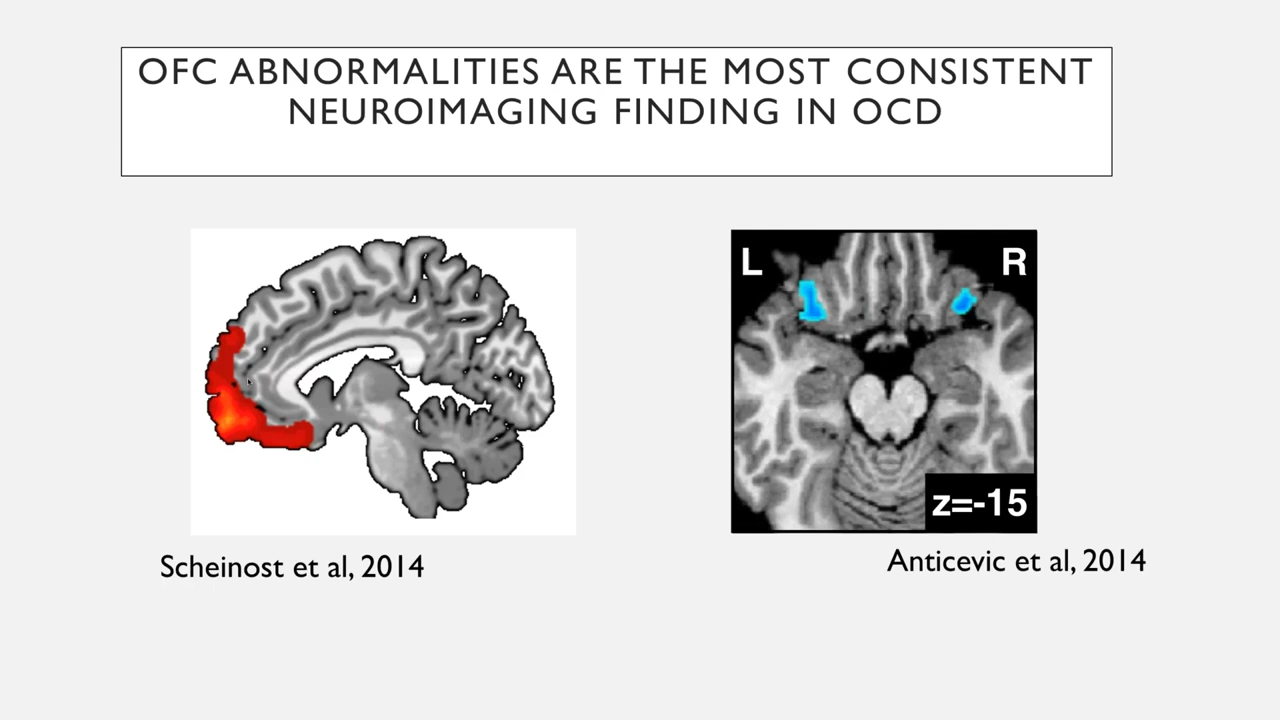 OFC ABNORMALITIES ARE THE MOST CONSISTENT
NEUROIMAGING FINDING IN OCD
L
R
z=-15
Scheinost et al, 2014
Anticevic et al, 2014